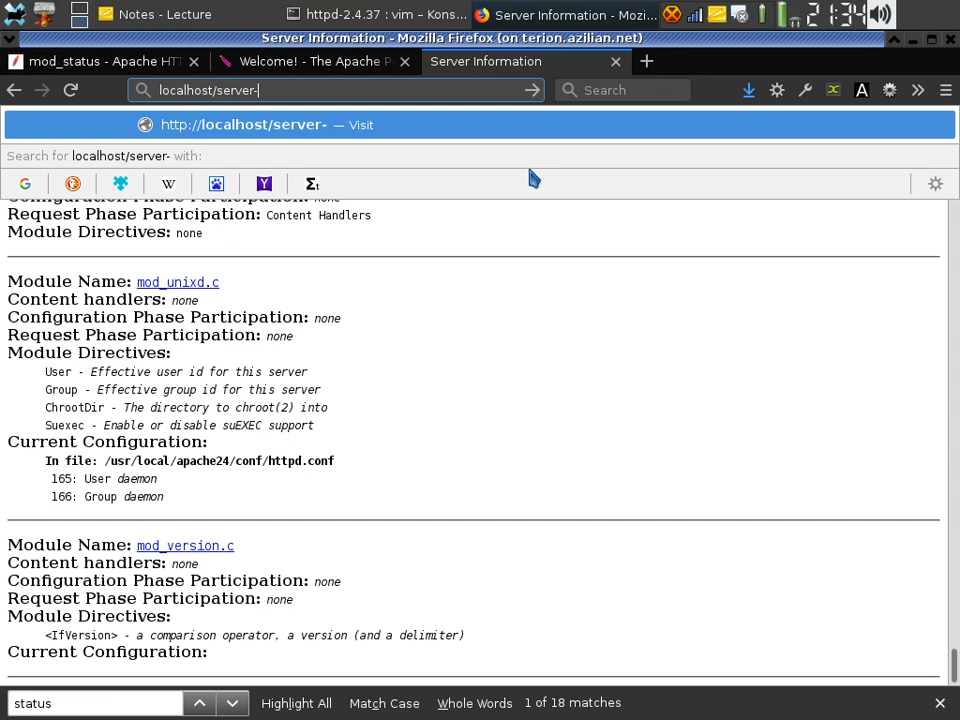 Notes - Lecture
httpd-2.4.37 : vim – Kons...
Server Information - Mozi...
21:34
Server Information - Mozilla Firefox (on terion.azilian.net)
mod_status - Apache HTT
Welcome! - The Apache P
Server Information
localhost/server-
Search
http://localhost/server- — Visit
Search for localhost/server- with:
Configuration Phase Participation: none
Request Phase Participation: Content Handlers
Module Directives: none
Module Name: mod_unixd.c
Content handlers: none
Configuration Phase Participation: none
Request Phase Participation: none
Module Directives:
User - Effective user id for this server
Group - Effective group id for this server
ChrootDir - The directory to chroot(2) into
Suexec - Enable or disable suEXEC support
Current Configuration:
In file: /usr/local/apache24/conf/httpd.conf
165: User daemon
166: Group daemon
Module Name: mod_version.c
Content handlers: none
Configuration Phase Participation: none
Request Phase Participation: none
Module Directives:
<IfVersion> - a comparison operator, a version (and a delimiter)
Current Configuration:
status
Highlight All
Match Case
Whole Words
1 of 18 matches